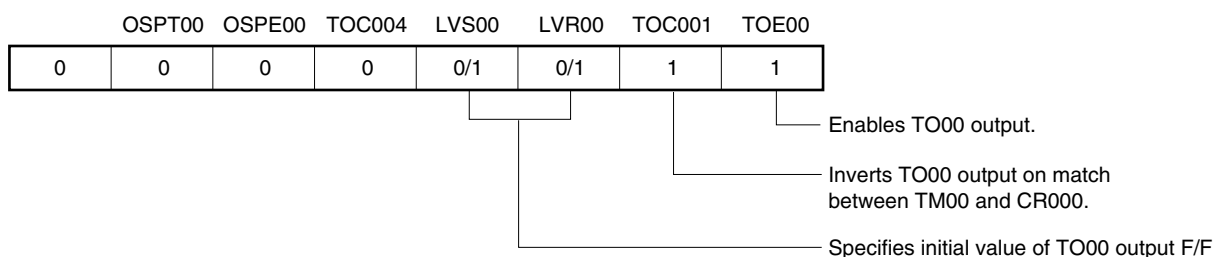 OSPT00 OSPE00 TOC004 LVS00 LVR00 TOC001 TOE00
0 0 0 0 0/1 0/1 1 1
Enables TO00 output.
Inverts TO00 output on match
between TM00 and CR000.
Specifies initial value of TO00 output F/F